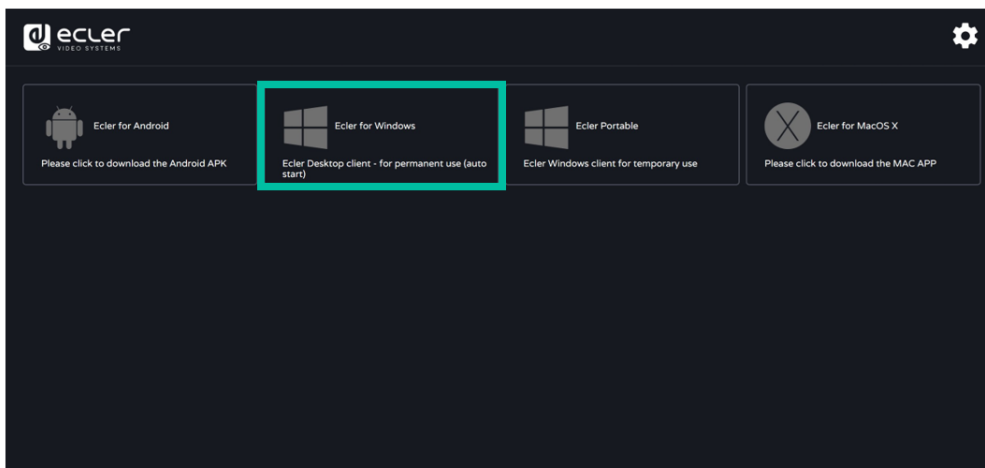 ecler
VIDEO SYSTEMS
Ecler for Android
Please click to download the Android APK
Ecler for Windows
Ecler Desktop client - for permanent use (auto
start)
Ecler Portable
Ecler Windows client for temporary use
Ecler for MacOS X
Please click to download the MAC APP